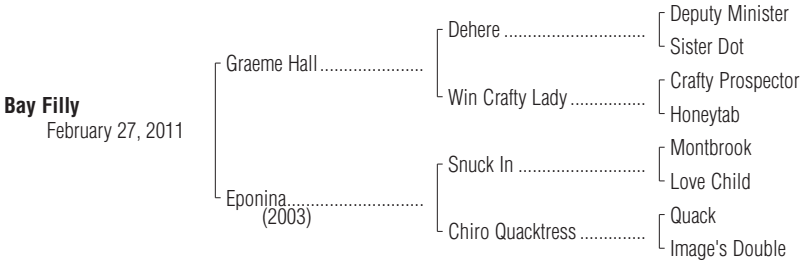 Deputy Minister
Dehere ..............................
Sister Dot
Graeme Hall......................
Crafty Prospector
Win Crafty Lady................
Honeytab
Bay Filly
February 27, 2011
Montbrook
Snuck In ...........................
Love Child
Eponina.............................
(2003)
Quack
Chiro Quacktress ..............
Image's Double